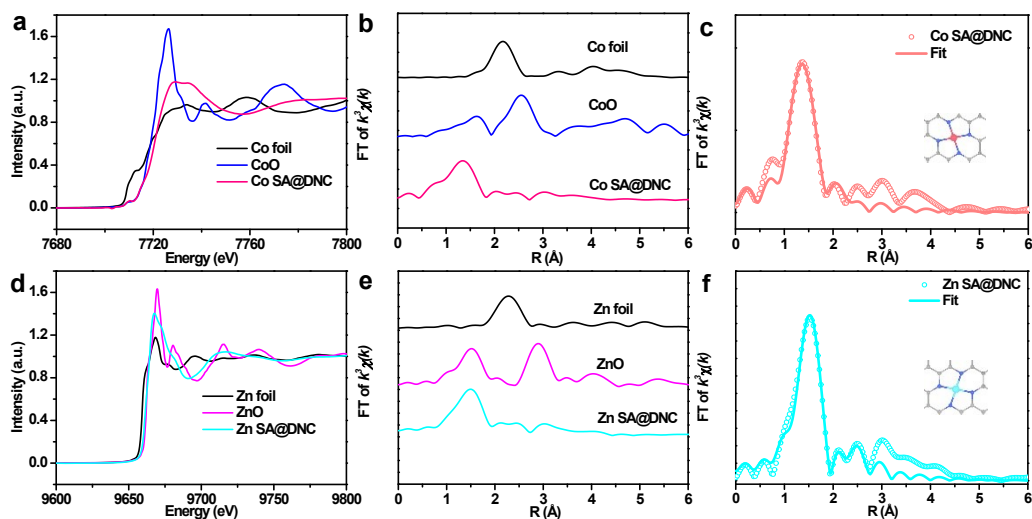 a
Intensity (a.u.)
1.6
1.2
0.8
0.4
0.0
Co foil
CoO
Co SA@DNC
7680
7720
7760
7800
Energy (eV)
b
FT of k³χ(k)
Co foil
CoO
Co SA@DNC
0
1
2
3
4
5
6
R (Å)
c
FT of k³χ(k)
Co SA@DNC
Fit
0
1
2
3
4
5
6
R (Å)
d
Intensity (a.u.)
1.6
1.2
0.8
0.4
0.0
Zn foil
ZnO
Zn SA@DNC
9600
9650
9700
9750
9800
Energy (eV)
e
FT of k³χ(k)
Zn foil
ZnO
Zn SA@DNC
0
1
2
3
4
5
6
R (Å)
f
FT of k³χ(k)
Zn SA@DNC
Fit
0
1
2
3
4
5
6
R (Å)